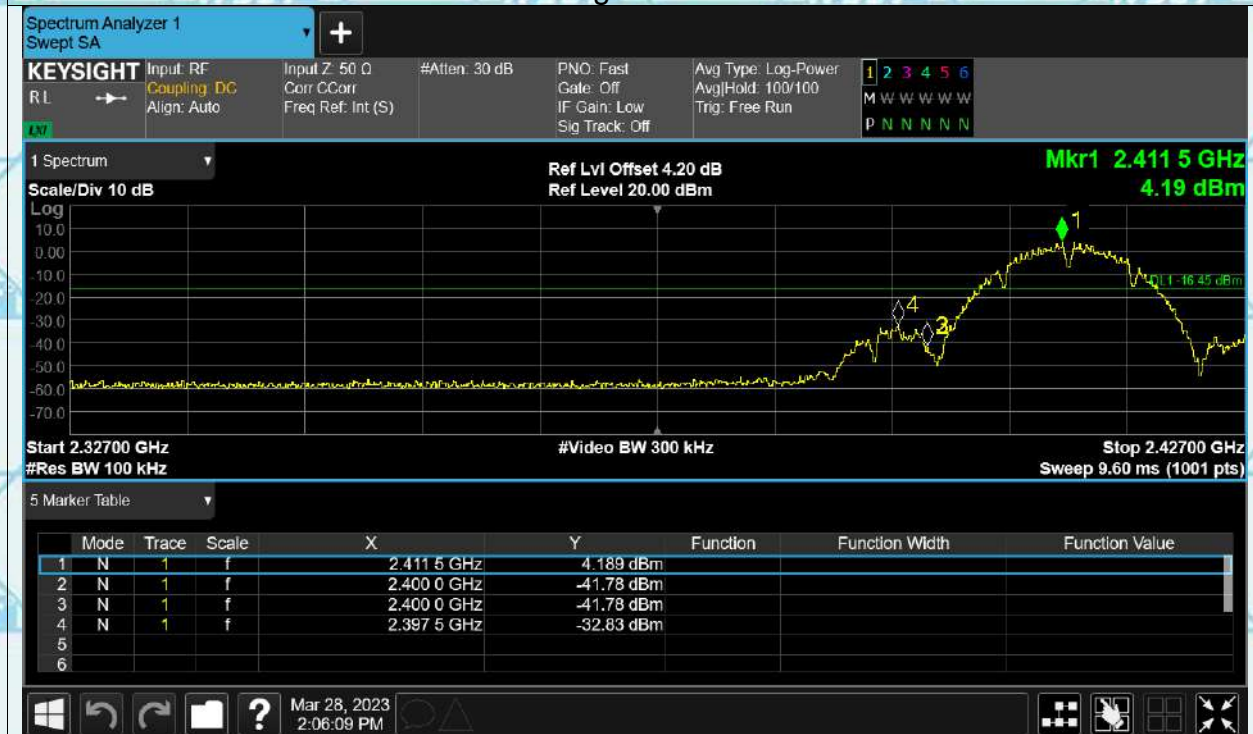 Spectrum Analyzer 1
Swept SA
+
KEYSIGHT Input: RF Input Z: 50 Ω #Atten: 30 dB PNO: Fast Avg Type: Log-Power 1 2 3 4 5 6
RL Coupling: DC Corr CCorr Gate: Off Avg|Hold: 100/100 M W W W W W
Align: Auto Freq Ref: Int (S) IF Gain: Low Trig: Free Run P N N N N N
LXI Sig Track: Off
1 Spectrum Ref Lvl Offset 4.20 dB Mkr1 2.411 5 GHz
Scale/Div 10 dB Ref Level 20.00 dBm 4.19 dBm
Log
10.0 1
0.00
-10.0 DL1 -16.45 dBm
-20.0 4
-30.0 3
-40.0
-50.0
-60.0
-70.0
Start 2.32700 GHz #Video BW 300 kHz Stop 2.42700 GHz
#Res BW 100 kHz Sweep 9.60 ms (1001 pts)
5 Marker Table
Mode Trace Scale X Y Function Function Width Function Value
1 N 1 f 2.411 5 GHz 4.189 dBm
2 N 1 f 2.400 0 GHz -41.78 dBm
3 N 1 f 2.400 0 GHz -41.78 dBm
4 N 1 f 2.397 5 GHz -32.83 dBm
5
6
? Mar 28, 2023
2:06:09 PM